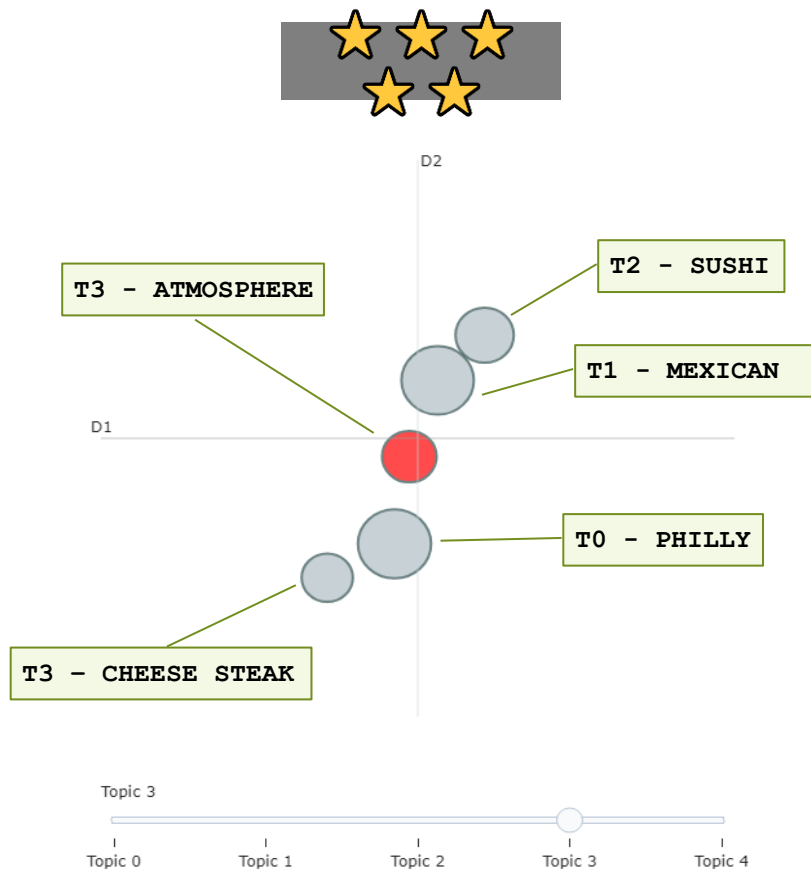 D2
T2 - SUSHI
T3 - ATMOSPHERE
T1 - MEXICAN
D1
T0 - PHILLY
T3 – CHEESE STEAK
Topic 3
Topic 0 Topic 1 Topic 2 Topic 3 Topic 4